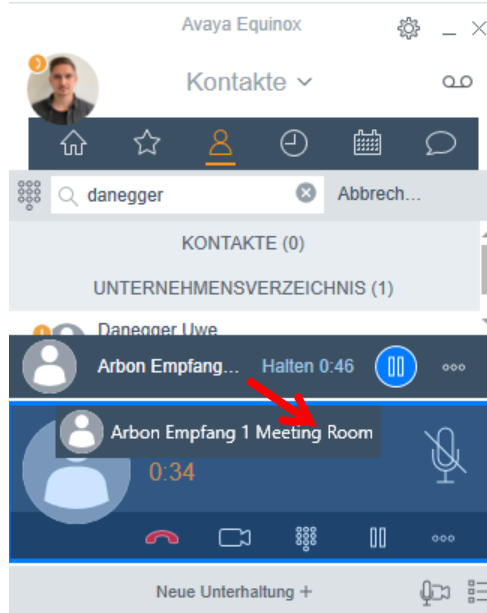 Avaya Equinox
Kontakte
danegger
Abbrech...
KONTAKTE (0)
UNTERNEHMENSVERZEICHNIS (1)
Danegger Uwe
Arbon Empfang... Halten 0:46
Arbon Empfang 1 Meeting Room
0:34
Neue Unterhaltung +